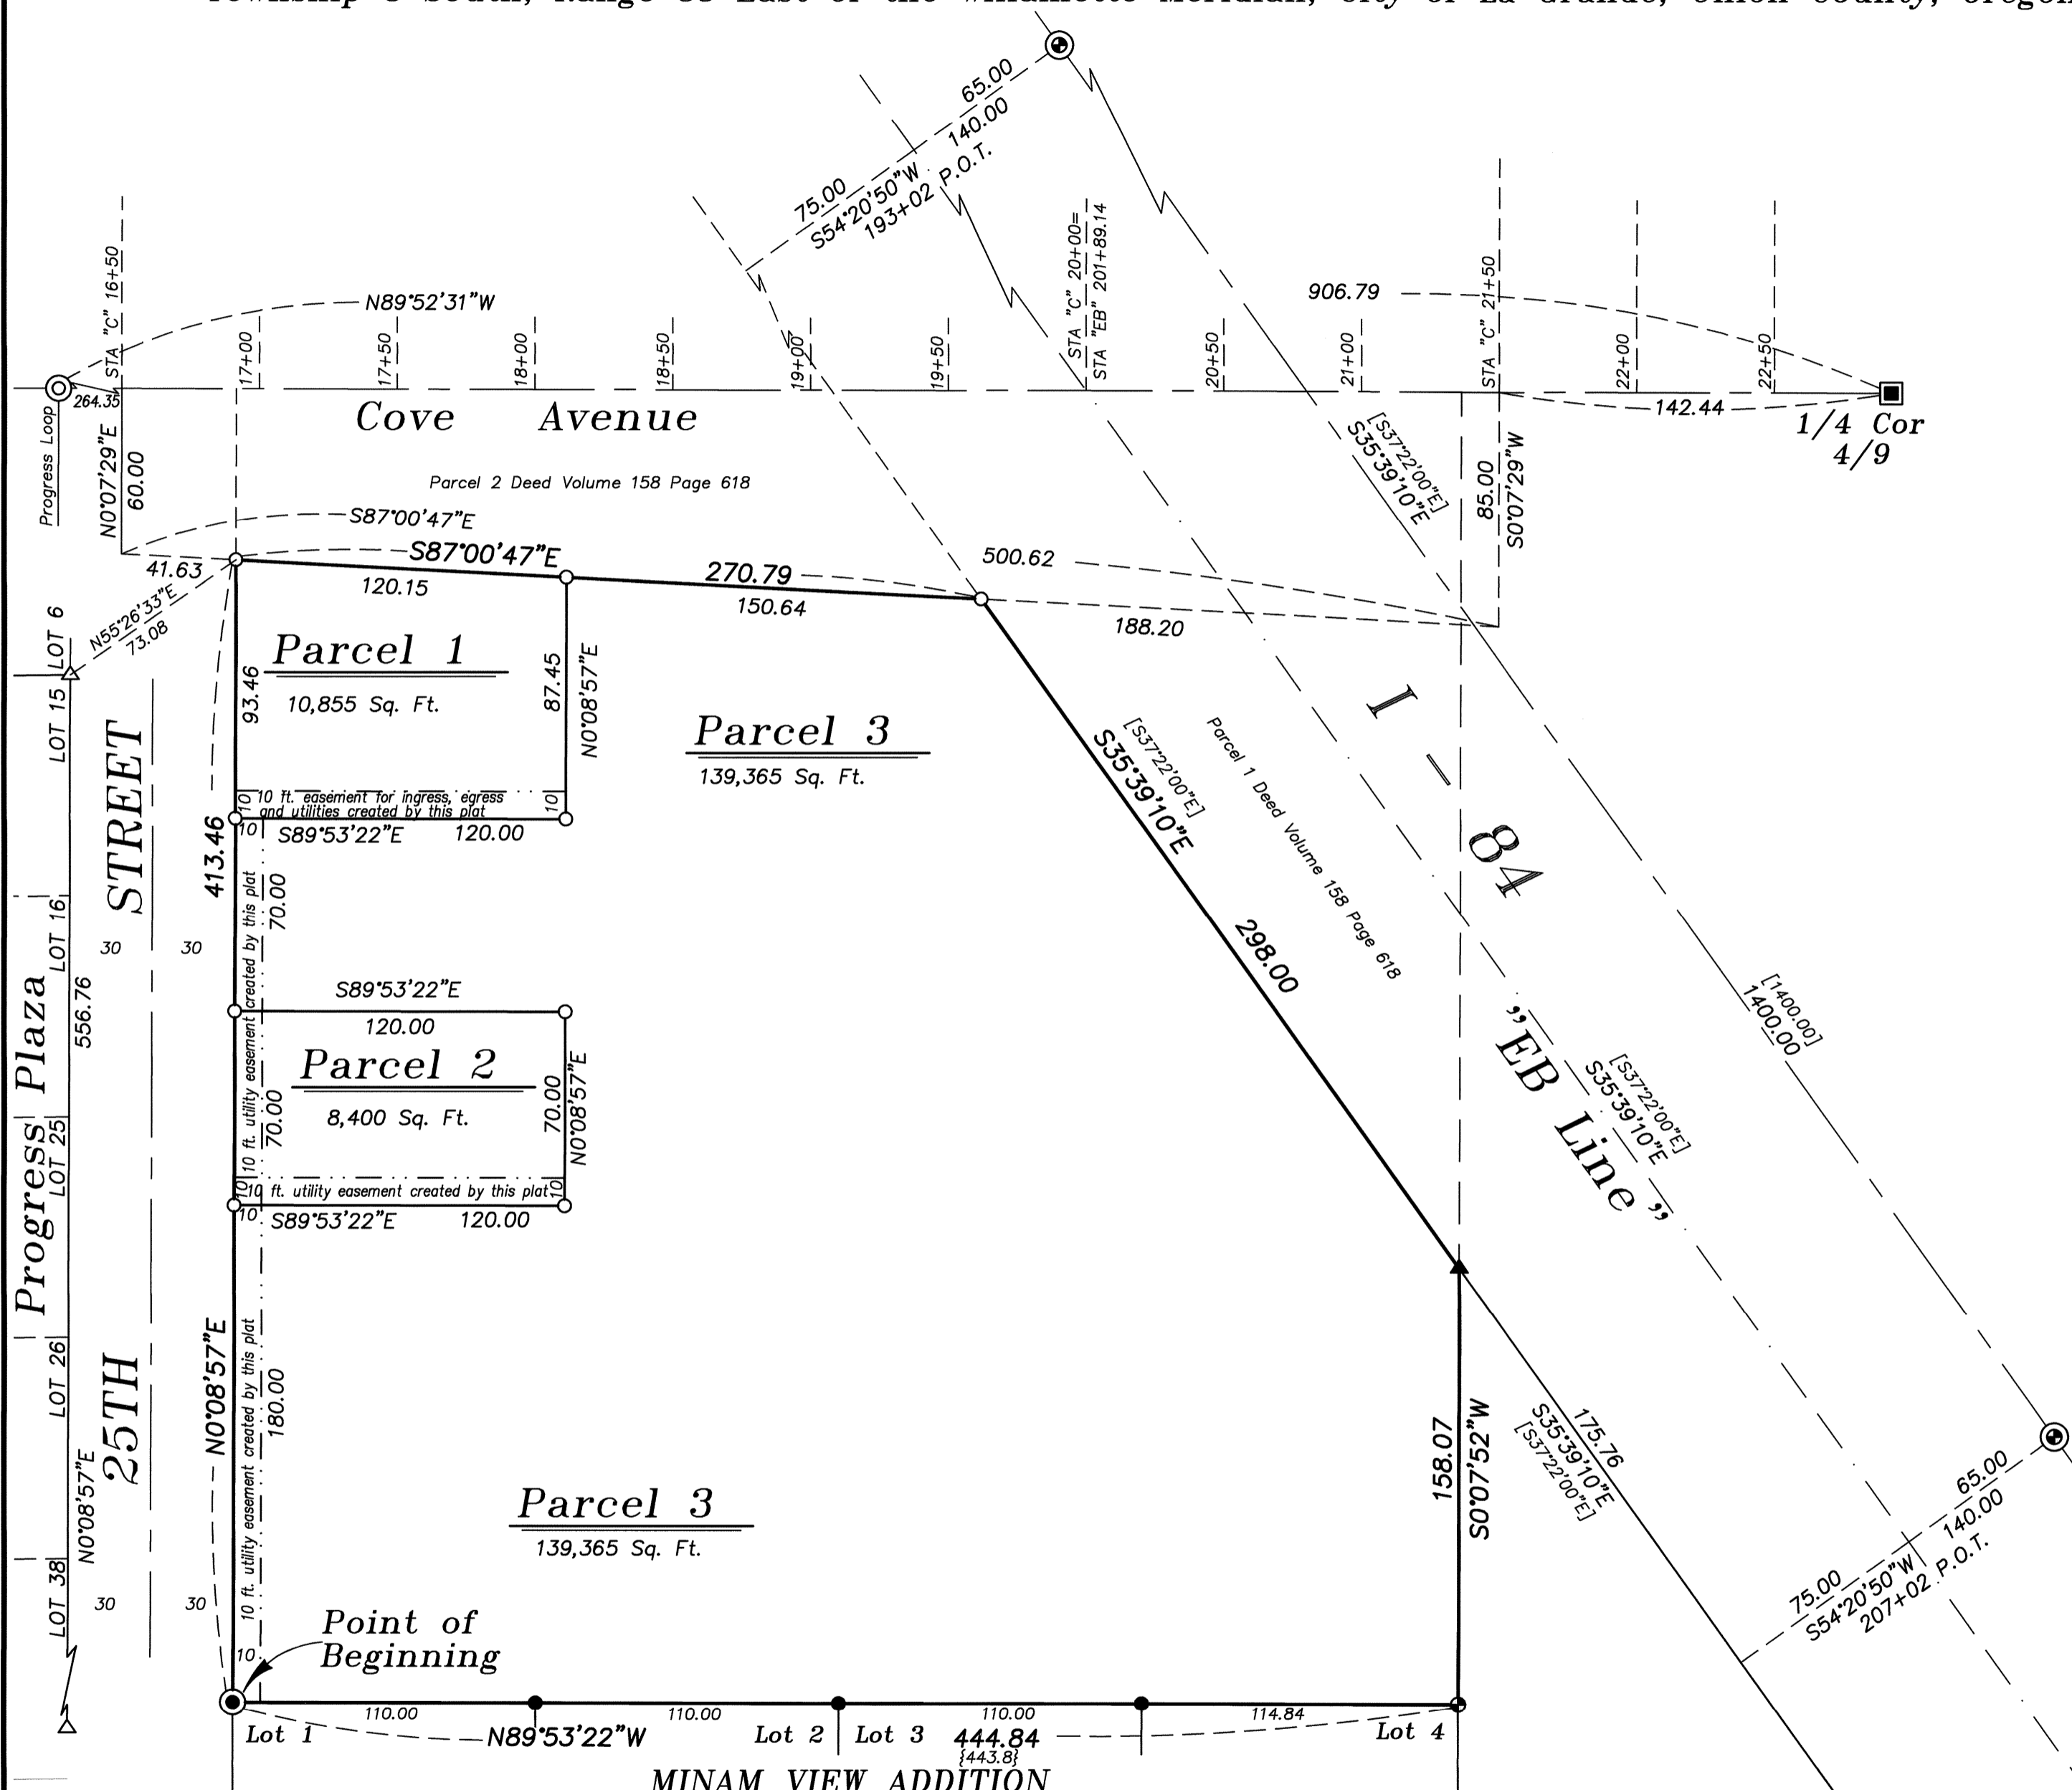 65.00
140.00
75.00
S54°20'50"W
193+02 P.O.T.
STA "C" 16+50
N89°52'31"W
17+00
17+50
18+00
18+50
19+00
19+50
STA "C" 20+00=
STA "EB" 201+89.14
20+50
21+00
906.79
STA "C" 21+50
22+00
22+50
264.35
Progress Loop
Cove Avenue
142.44
1/4 Cor
4/9
N0°07'29"E
60.00
Parcel 2 Deed Volume 158 Page 618
[S37°22'00"E]
S35°39'10"E
85.00
S0°07'29"W
S87°00'47"E
S87°00'47"E
41.63
120.15
270.79
150.64
500.62
188.20
N55°26'33"E
73.08
LOT 6
LOT 15
Parcel 1
10,855 Sq. Ft.
93.46
87.45
N0°08'57"E
Parcel 3
139,365 Sq. Ft.
10
10 ft. easement for ingress, egress
and utilities created by this plat
10
10
S89°53'22"E
120.00
STREET
413.46
10 ft. utility easement created by this plat
70.00
[S37°22'00"E]
S35°39'10"E
Parcel 1 Deed Volume 158 Page 618
I - 84
298.00
LOT 16
30
30
556.76
Progress Plaza
S89°53'22"E
120.00
Parcel 2
8,400 Sq. Ft.
70.00
70.00
N0°08'57"E
LOT 25
10
10 ft. utility easement created by this plat
10
10
S89°53'22"E
120.00
"EB Line"
[S37°22'00"E]
S35°39'10"E
[1400.00]
1400.00
LOT 26
25TH
N0°08'57"E
N0°08'57"E
10 ft. utility easement created by this plat
180.00
158.07
S0°07'52"W
175.76
S35°39'10"E
[S37°22'00"E]
65.00
140.00
75.00
S54°20'50"W
207+02 P.O.T.
Parcel 3
139,365 Sq. Ft.
LOT 38
30
30
Point of
Beginning
10
110.00
110.00
110.00
114.84
Lot 1
N89°53'22"W
Lot 2
Lot 3
444.84
{443.8}
Lot 4
MINAM VIEW ADDITION